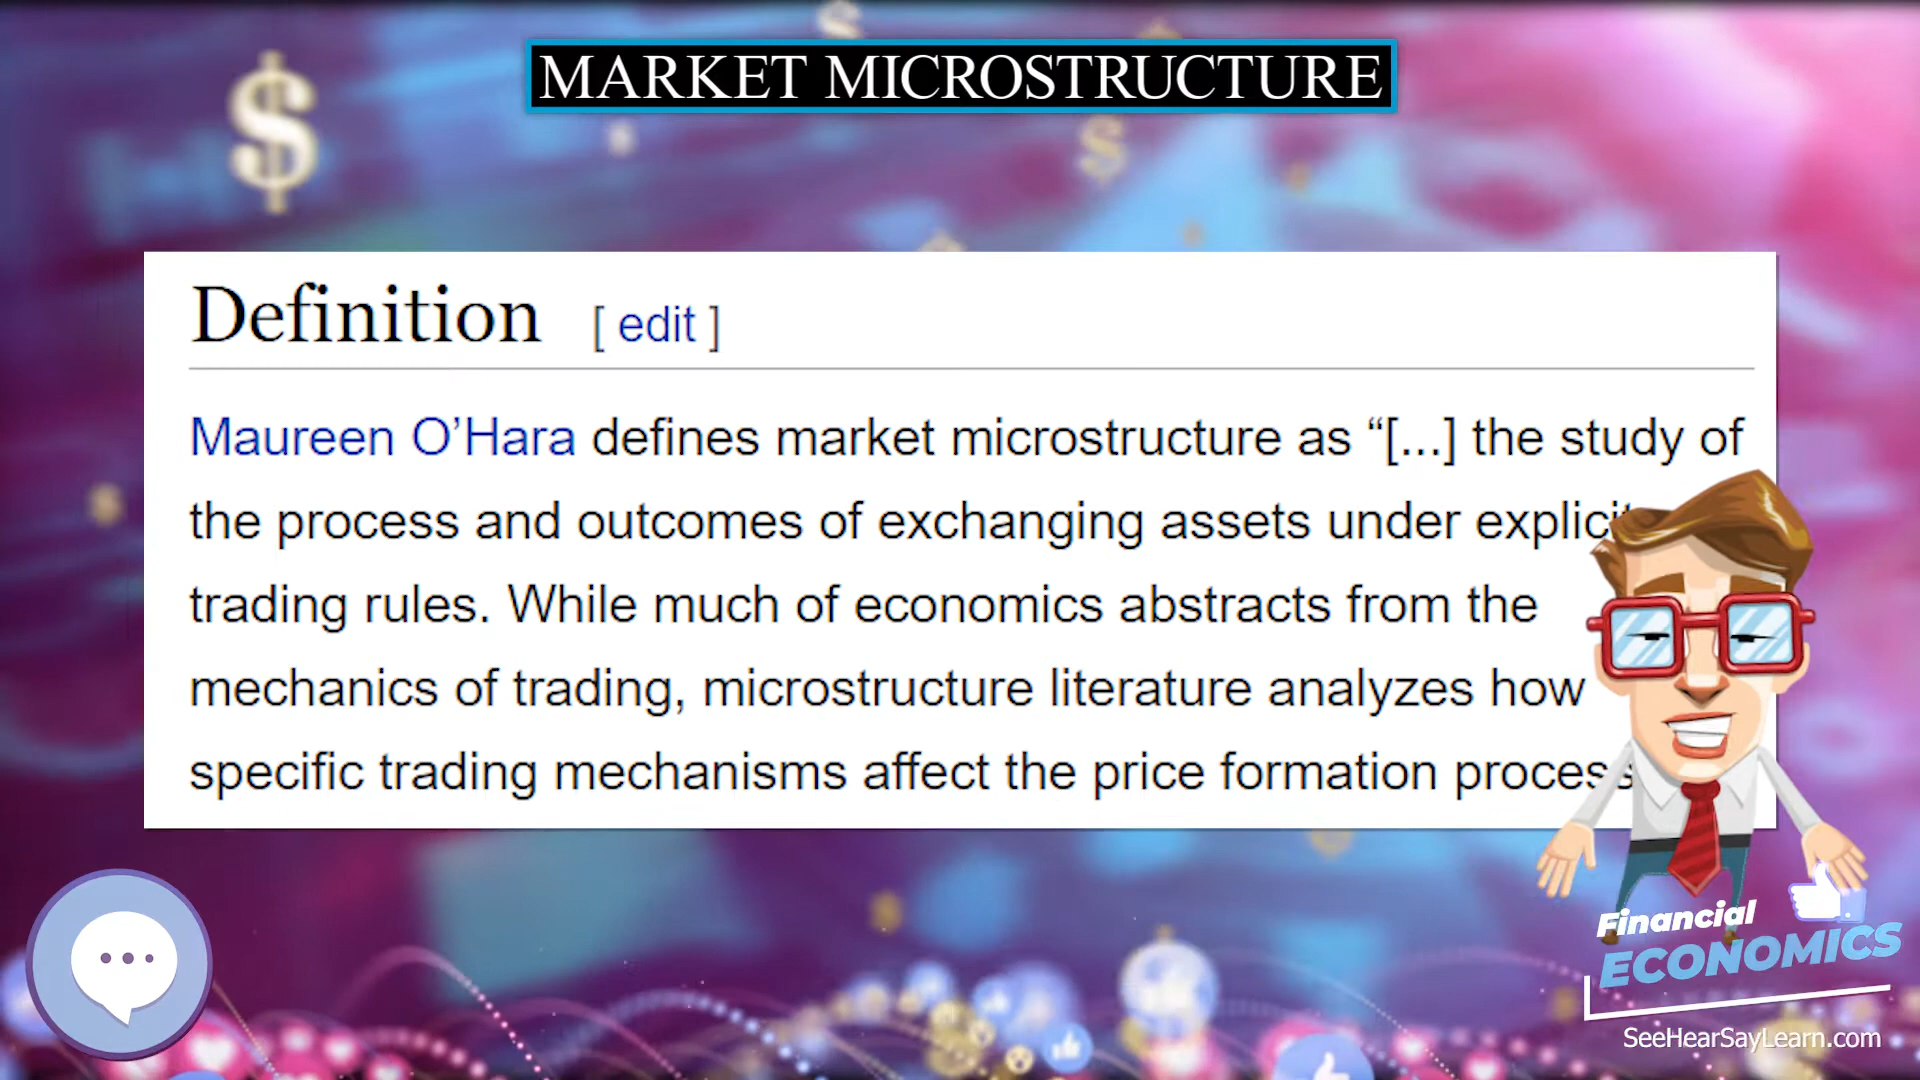 MARKET MICROSTRUCTURE
Definition [ edit ]
Maureen O’Hara defines market microstructure as “[...] the study of
the process and outcomes of exchanging assets under explicit
trading rules. While much of economics abstracts from the
mechanics of trading, microstructure literature analyzes how
specific trading mechanisms affect the price formation process
Financial
ECONOMICS
SeeHearSayLearn.com